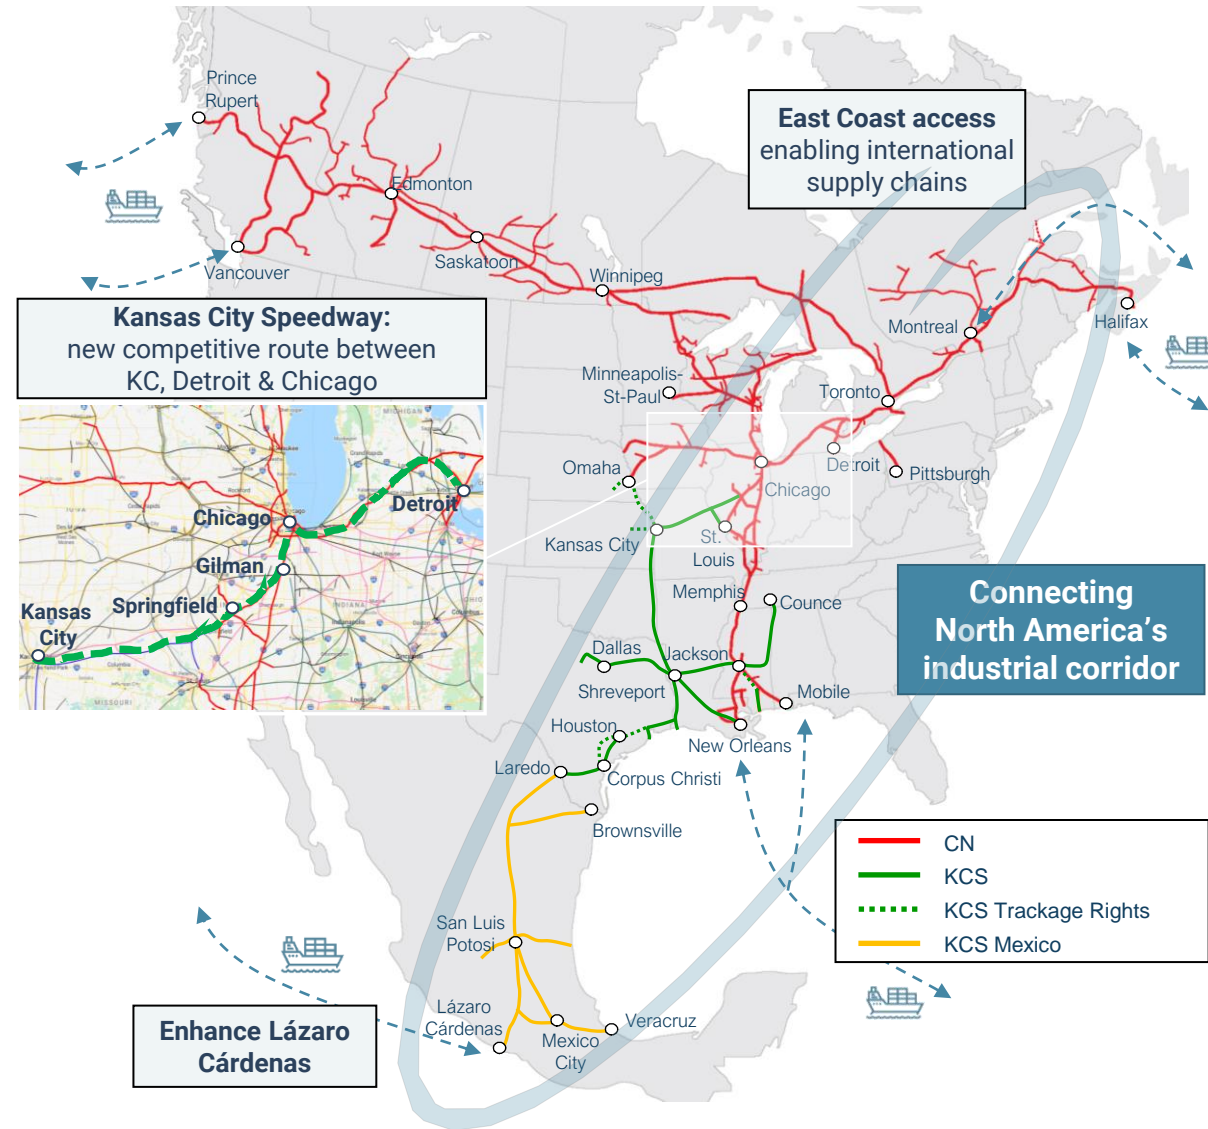 Prince
Rupert
East Coast access
enabling international
supply chains
Edmonton
Saskatoon
Vancouver
Winnipeg
Kansas City Speedway:
new competitive route between
KC, Detroit & Chicago
Montreal
Halifax
Minneapolis-
St-Paul
Toronto
Omaha
Detroit
Pittsburgh
Chicago
Kansas City
St.
Louis
Chicago
Detroit
Gilman
Springfield
Kansas
City
MICHIGAN
INDIANA
MISSOURI
Memphis
Counce
Connecting
North America's
industrial corridor
Dallas
Jackson
Shreveport
Mobile
Houston
New Orleans
Laredo
Corpus Christi
Brownsville
CN
KCS
KCS Trackage Rights
KCS Mexico
San Luis
Potosi
Lázaro
Cárdenas
Mexico
City
Veracruz
Enhance Lázaro
Cárdenas